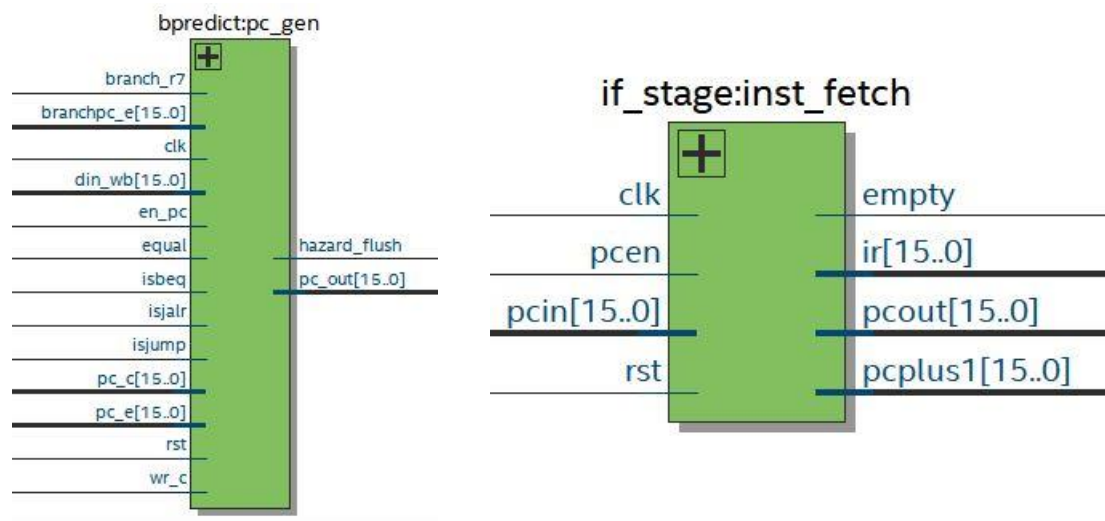 bpredict:pc_gen
branch_r7
branchpc_e[15..0]
clk
din_wb[15..0]
en_pc
equal
isbeq
isjalr
isjump
pc_c[15..0]
pc_e[15..0]
rst
wr_c
hazard_flush
pc_out[15..0]
if_stage:inst_fetch
clk
pcen
pcin[15..0]
rst
empty
ir[15..0]
pcout[15..0]
pcplus1[15..0]